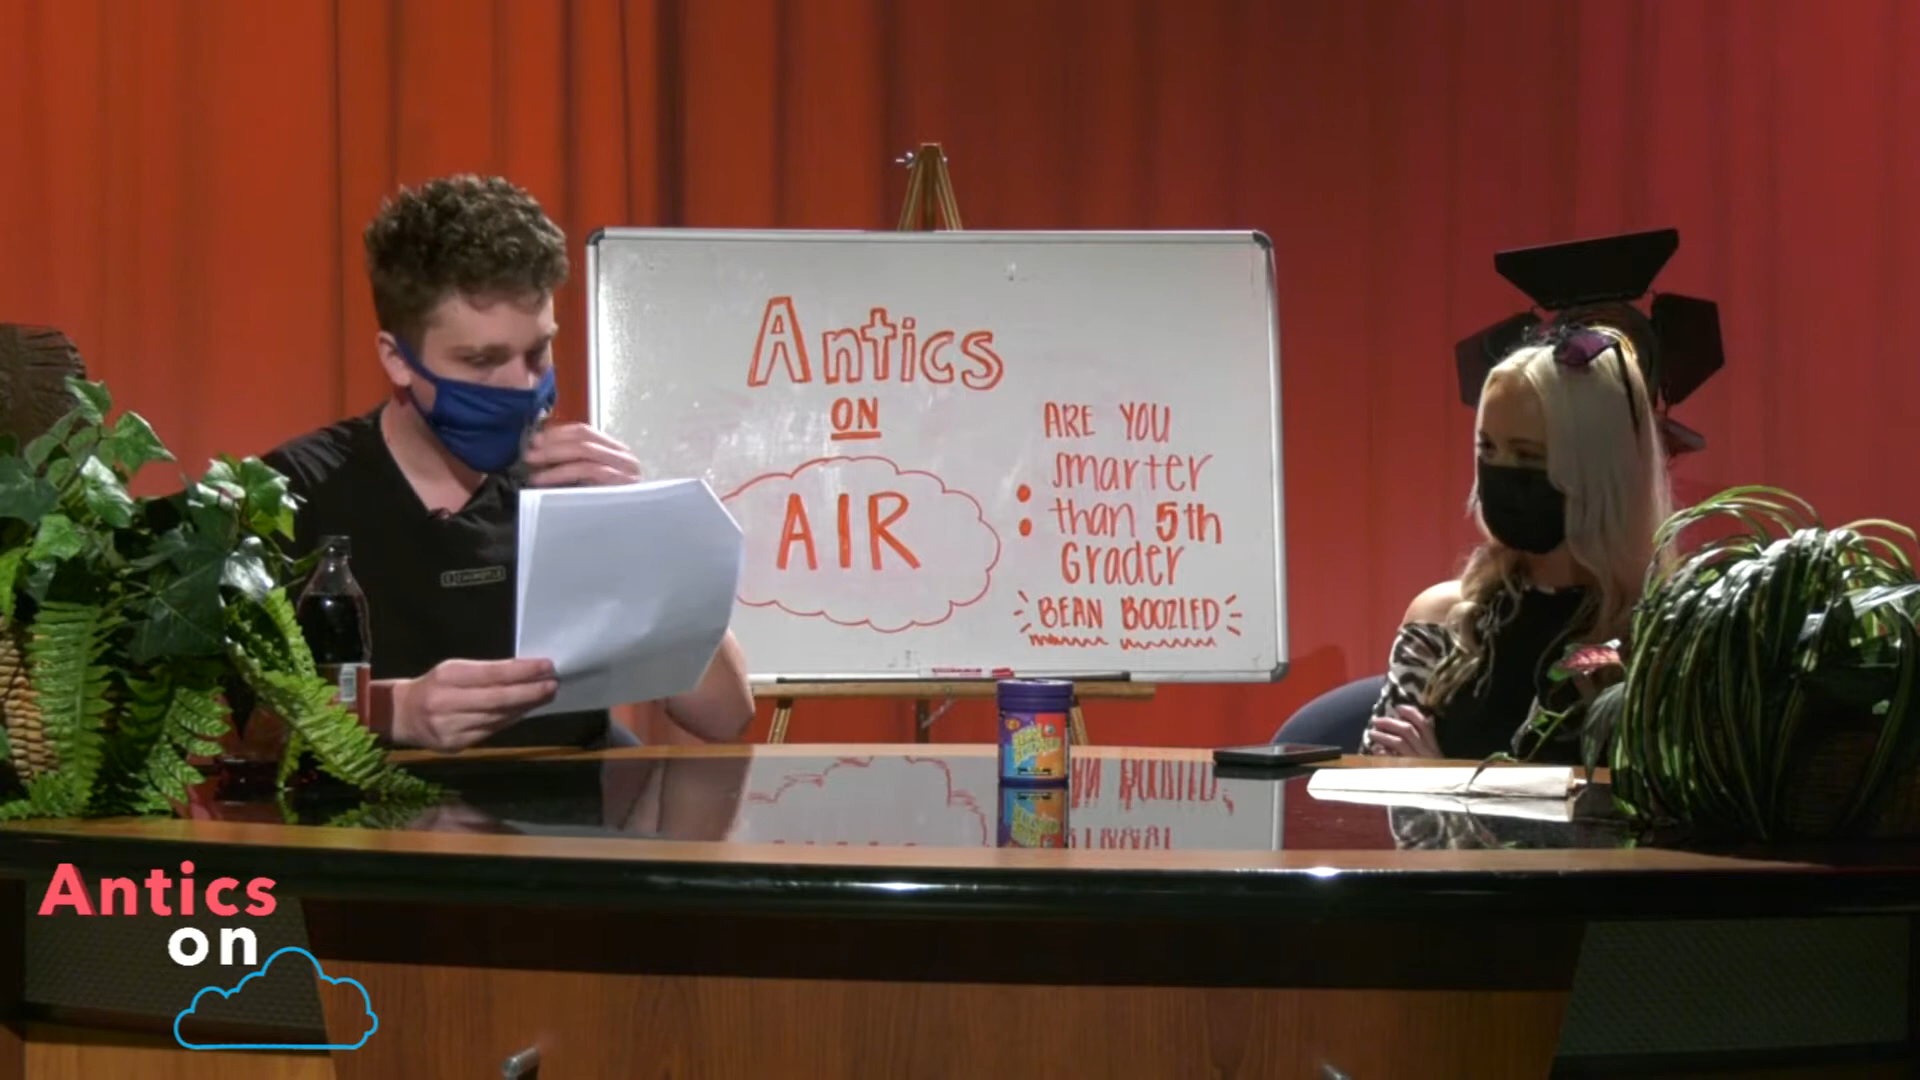 Antics
ON
AIR
: ARE YOU
smarter
than 5th
Grader
BEAN BOOZLED
Antics
on